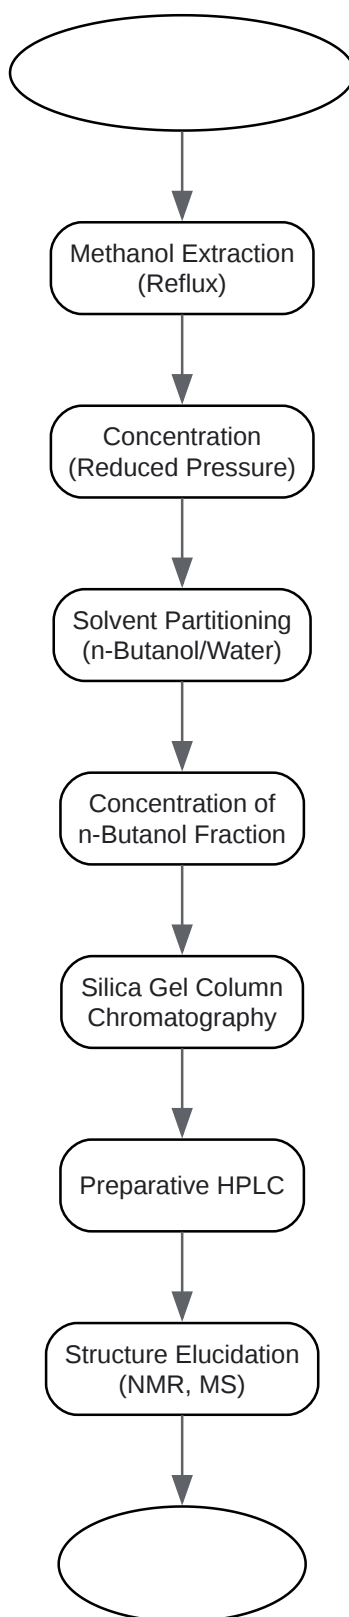 Methanol Extraction
(Reflux)
Concentration
(Reduced Pressure)
Solvent Partitioning
(n-Butanol/Water)
Concentration of
n-Butanol Fraction
Silica Gel Column
Chromatography
Preparative HPLC
Structure Elucidation
(NMR, MS)